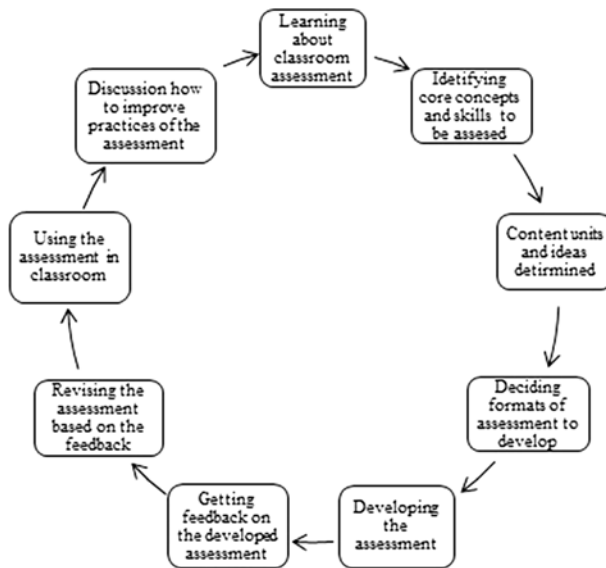 Learning
about
classroom
assessment
Idetifying
core concepts
and skills to
be assesed
Content units
and ideas
detirmined
Deciding
formats of
assessment to
develop
Developing
the
assessment
Getting
feedback on
the developed
assessment
Revising the
assessment
based on the
feedback
Using the
assessment in
classroom
Discussion how
to improve
practices of the
assessment